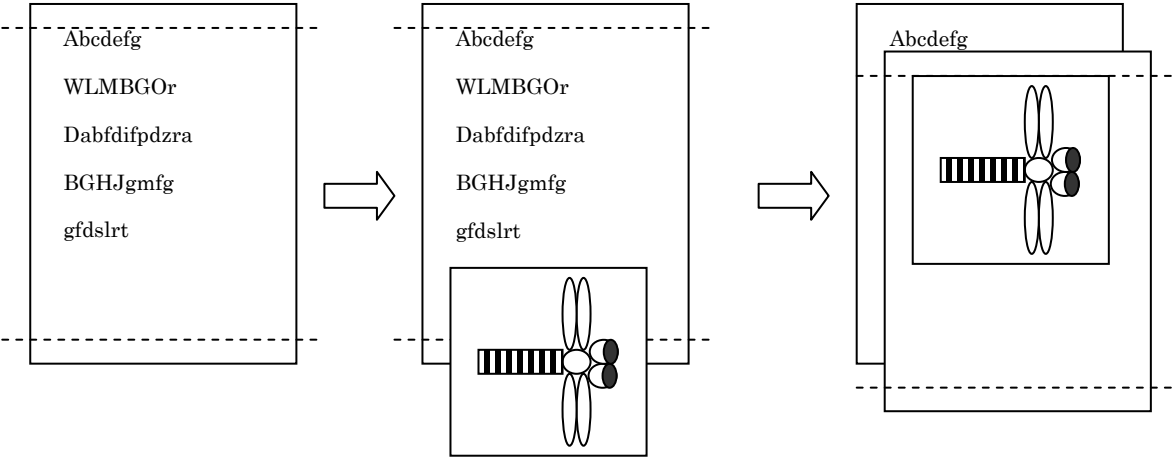 Abcdefg
WLMBGOr
Dabfdifpdzra
BGHJgmfg
gfdslrt
Abcdefg
WLMBGOr
Dabfdifpdzra
BGHJgmfg
gfdslrt
Abcdefg